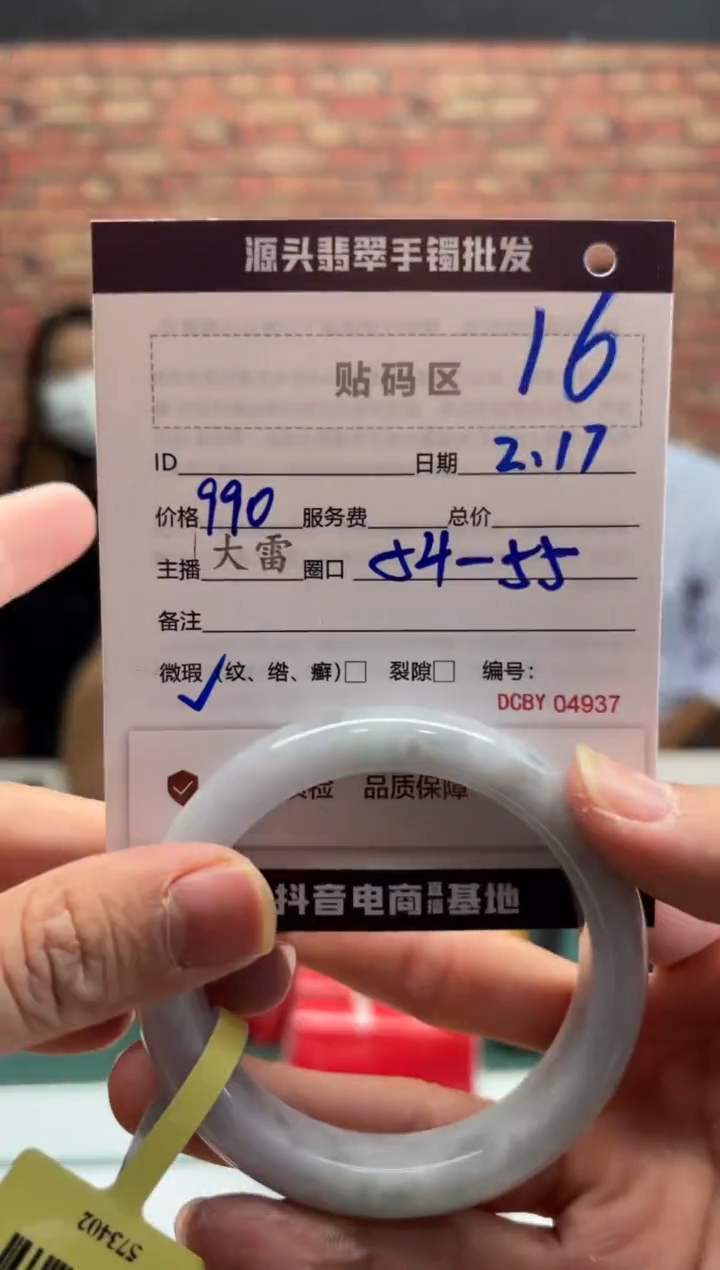 源头翡翠手镯批发
16
贴码区
ID 日期 2.17
价格 990 服务费 总价
主播 大雷 圈口 54-55
备注
微瑕✓(纹、绺、癣)□ 裂隙□ 编号：
DCBY 04937
检 品质保障
抖音电商直播基地
573402